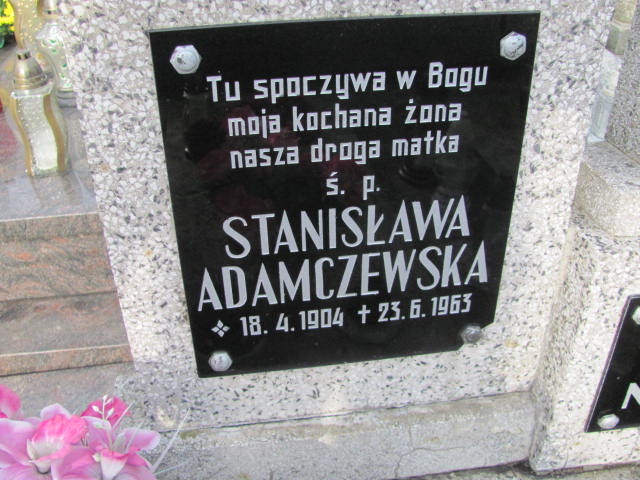 Tu spoczywa w Bogu
moja kochana żona
nasza droga matka
ś. p.
STANISŁAWA
ADAMCZEWSKA
18. 4. 1904 † 23. 6. 1963